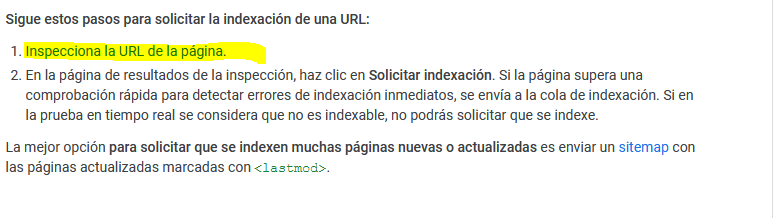 Sigue estos pasos para solicitar la indexación de una URL:
1. Inspecciona la URL de la página.
2. En la página de resultados de la inspección, haz clic en Solicitar indexación. Si la página supera una
comprobación rápida para detectar errores de indexación inmediatos, se envía a la cola de indexación. Si en
la prueba en tiempo real se considera que no es indexable, no podrás solicitar que se indexe.
La mejor opción para solicitar que se indexen muchas páginas nuevas o actualizadas es enviar un sitemap con
las páginas actualizadas marcadas con <lastmod>.